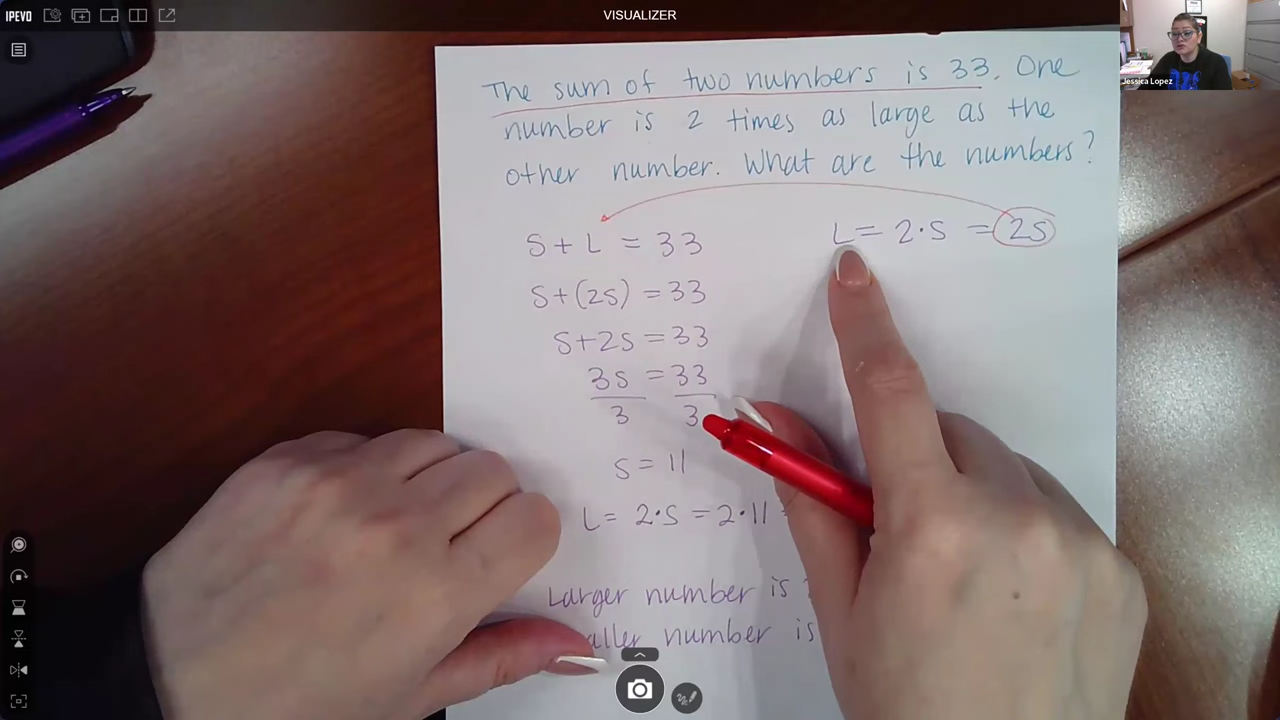 IPEVO
VISUALIZER
Jessica Lopez
The sum of two numbers is 33. One
number is 2 times as large as the
other number. What are the numbers?
S + L = 33
L = 2·S = 2S
S+(2S) = 33
S+2S = 33
3S = 33
3 3
S = 11
L = 2·S = 2·11
Larger number is
number is